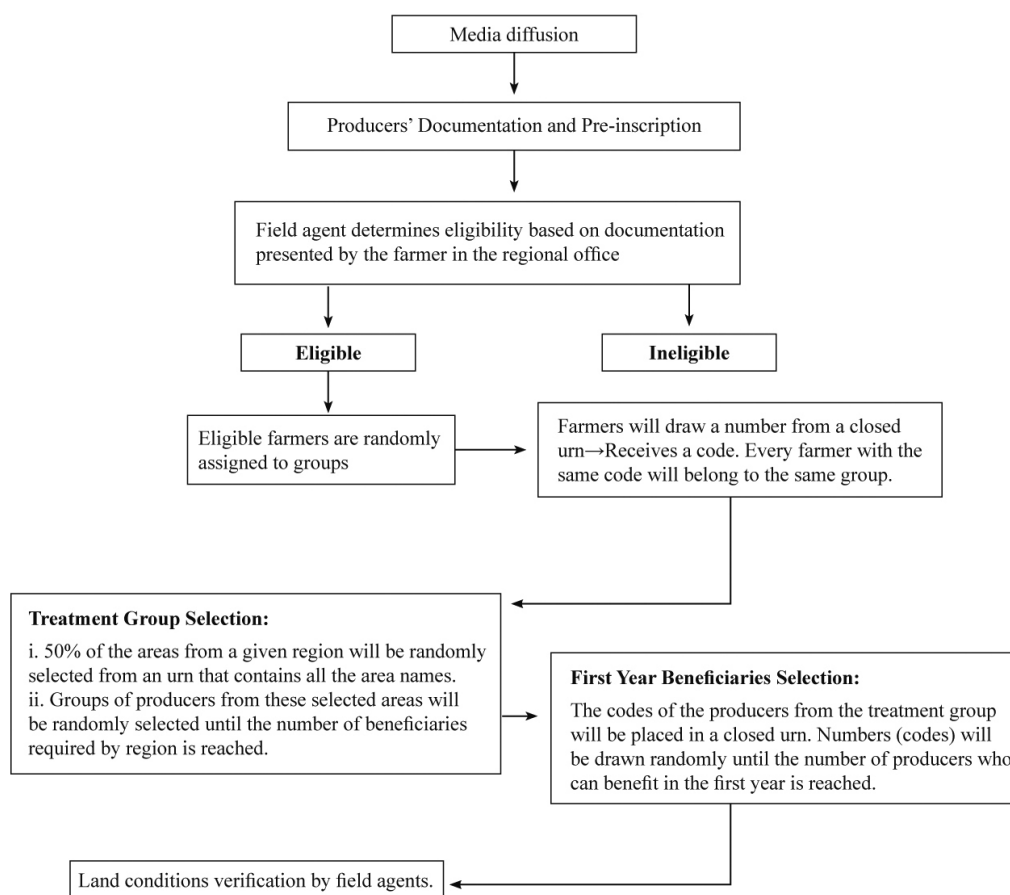 Media diffusion
Producers’ Documentation and Pre-inscription
Field agent determines eligibility based on documentation
presented by the farmer in the regional office
Eligible
Ineligible
Eligible farmers are randomly
assigned to groups
Farmers will draw a number from a closed
urn→Receives a code. Every farmer with the
same code will belong to the same group.
Treatment Group Selection:
i. 50% of the areas from a given region will be randomly
selected from an urn that contains all the area names.
ii. Groups of producers from these selected areas will
be randomly selected until the number of beneficiaries
required by region is reached.
First Year Beneficiaries Selection:
The codes of the producers from the treatment group
will be placed in a closed urn. Numbers (codes) will
be drawn randomly until the number of producers who
can benefit in the first year is reached.
Land conditions verification by field agents.